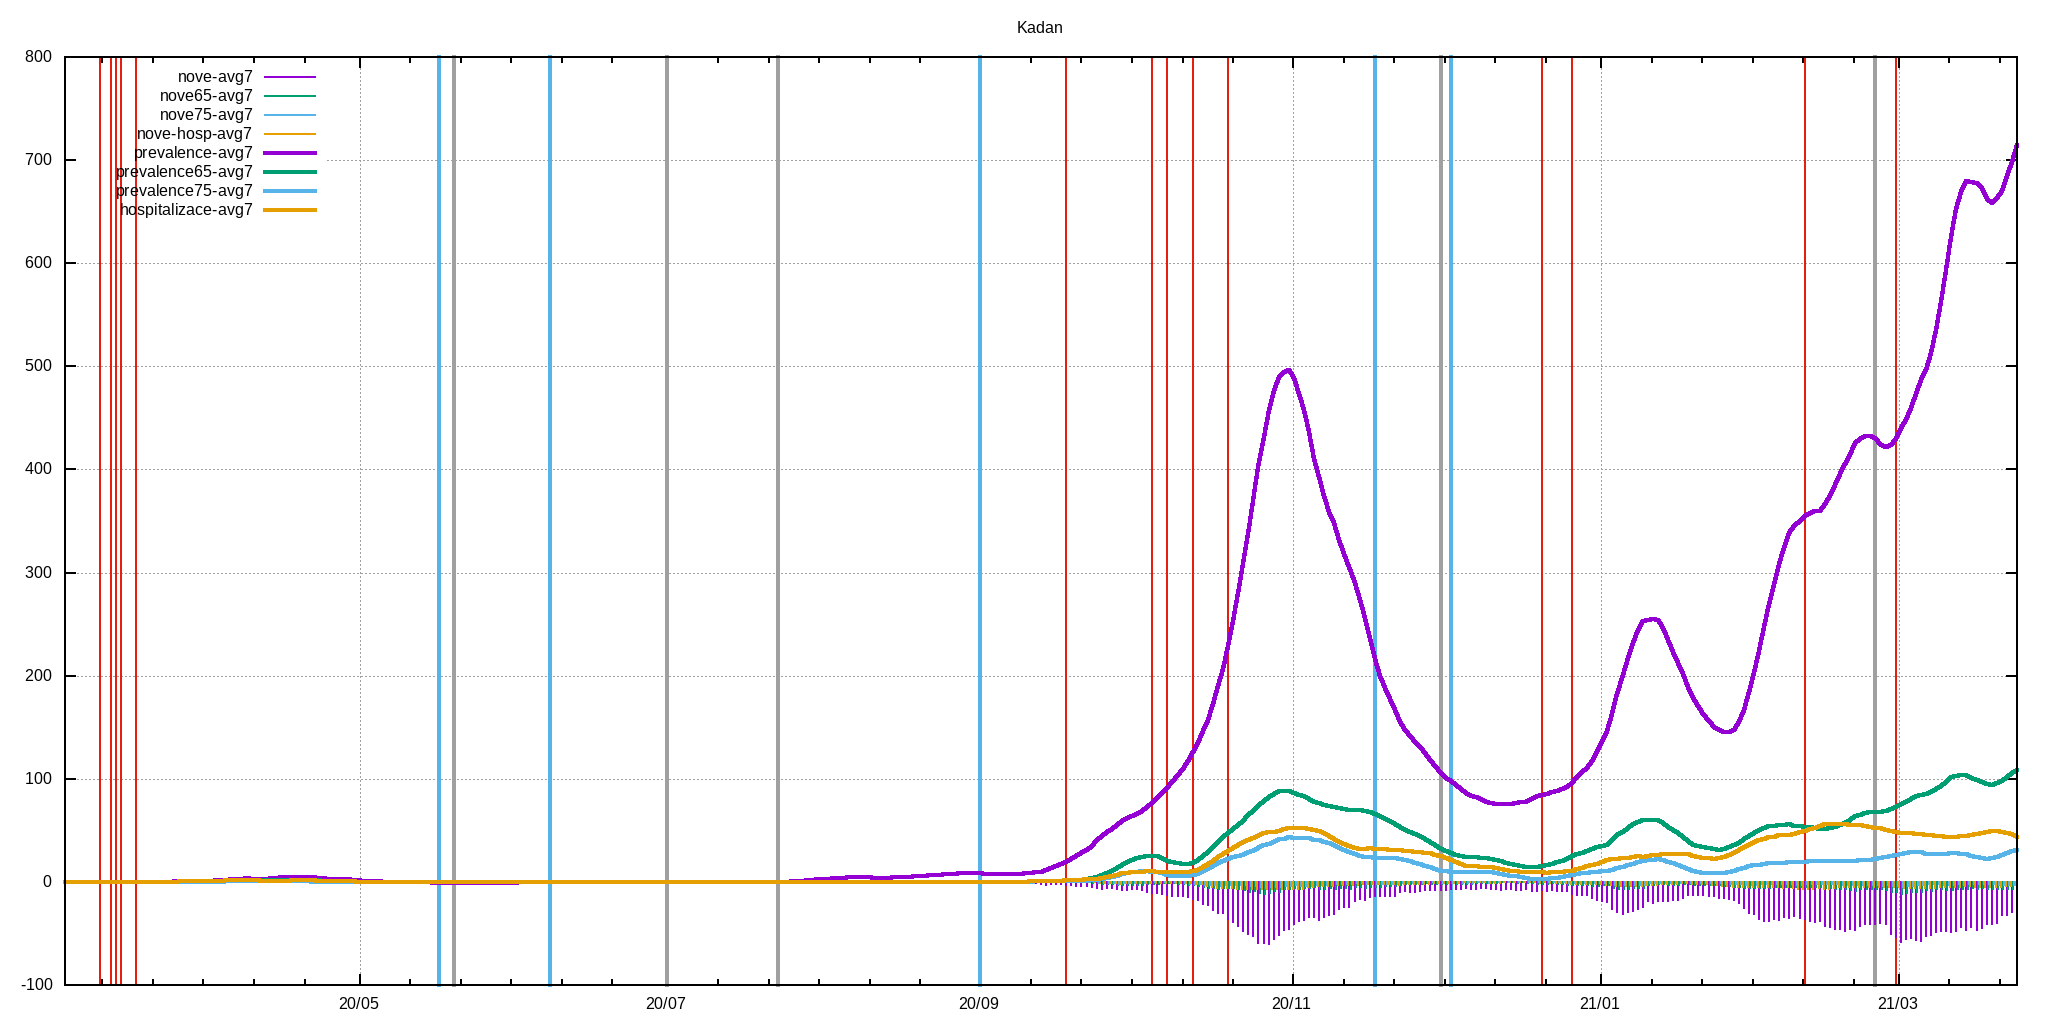 Kadan
800
700
600
500
400
300
200
100
0
-100
nove-avg7
nove65-avg7
nove75-avg7
nove-hosp-avg7
prevalence-avg7
prevalence65-avg7
prevalence75-avg7
hospitalizace-avg7
20/05
20/07
20/09
20/11
21/01
21/03